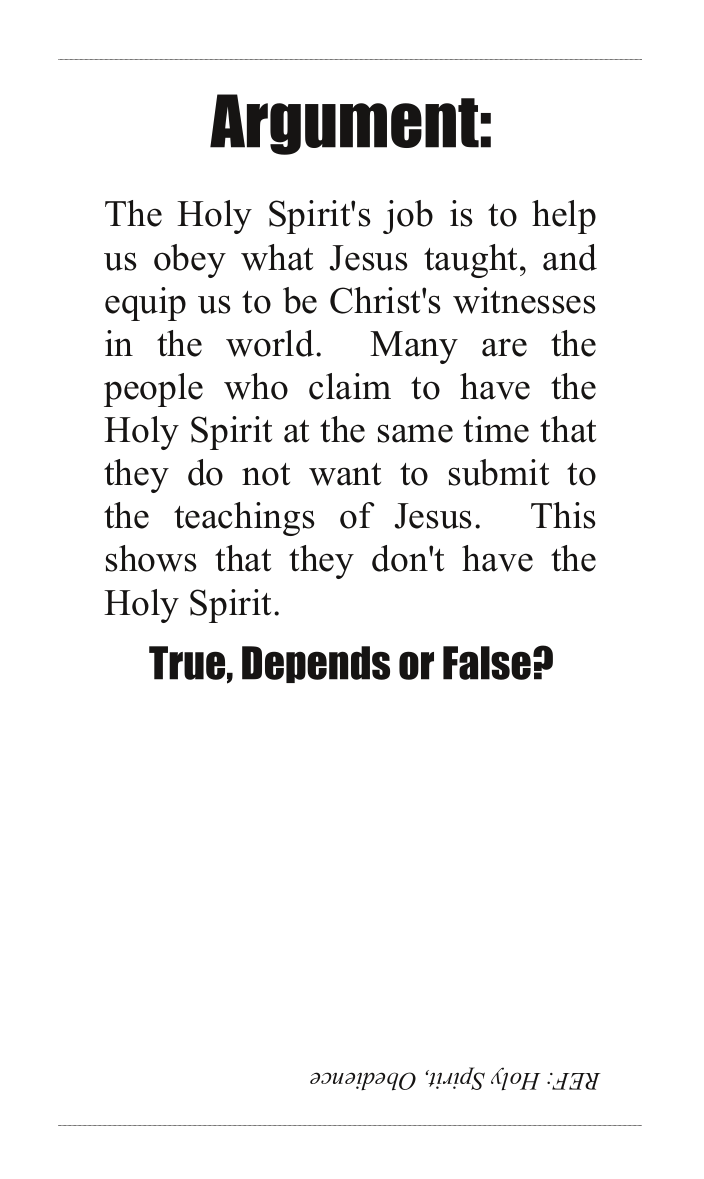 Argument:
The Holy Spirit's job is to help
us obey what Jesus taught, and
equip us to be Christ's witnesses
in the world.  Many are the
people who claim to have the
Holy Spirit at the same time that
they do not want to submit to
the teachings of Jesus.  This
shows that they don't have the
Holy Spirit.
True, Depends or False?
REF: Holy Spirit, Obedience